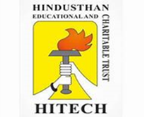 HINDUSTHAN
EDUCATIONAL AND
CHARITABLE TRUST
HITECH